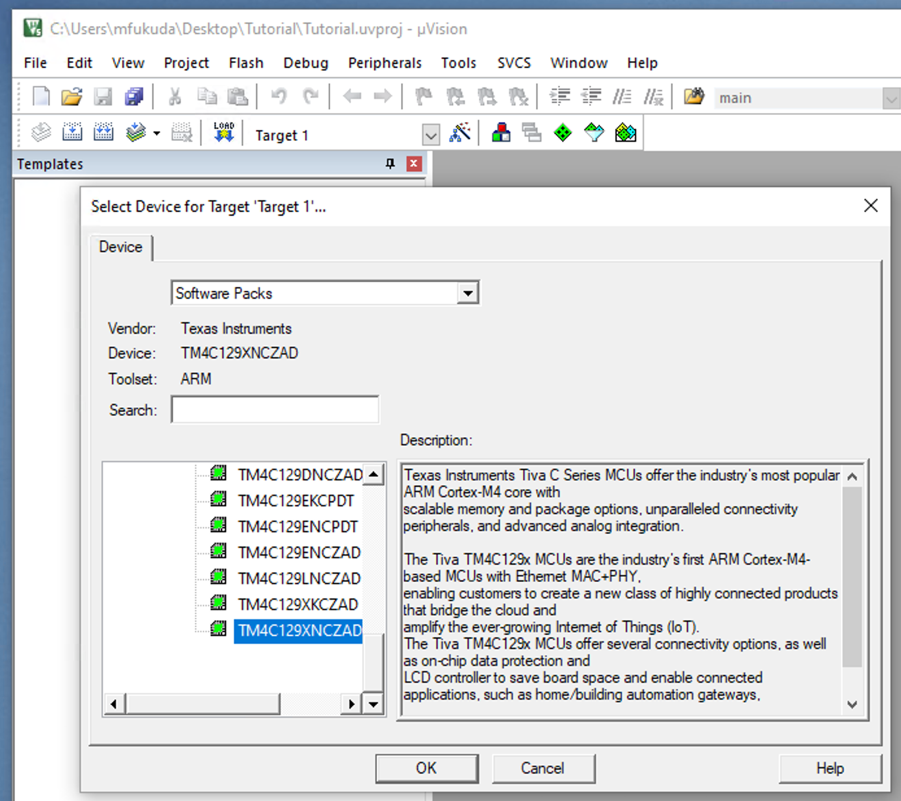 C:\Users\mfukuda\Desktop\Tutorial\Tutorial.uvproj - µVision
File Edit View Project Flash Debug Peripherals Tools SVCS Window Help
main
LOAD
Target 1
Templates
Select Device for Target 'Target 1'...
Device
Software Packs
Vendor: Texas Instruments
Device: TM4C129XNCZAD
Toolset: ARM
Search:
Description:
TM4C129DNCZAD
TM4C129EKCPDT
TM4C129ENCPDT
TM4C129ENCZAD
TM4C129LNCZAD
TM4C129XKCZAD
TM4C129XNCZAD
Texas Instruments Tiva C Series MCUs offer the industry's most popular
ARM Cortex-M4 core with
scalable memory and package options, unparalleled connectivity
peripherals, and advanced analog integration.
The Tiva TM4C129x MCUs are the industry's first ARM Cortex-M4-
based MCUs with Ethernet MAC+PHY,
enabling customers to create a new class of highly connected products
that bridge the cloud and
amplify the ever-growing Internet of Things (IoT).
The Tiva TM4C129x MCUs offer several connectivity options, as well
as on-chip data protection and
LCD controller to save board space and enable connected
applications, such as home/building automation gateways,
OK Cancel Help